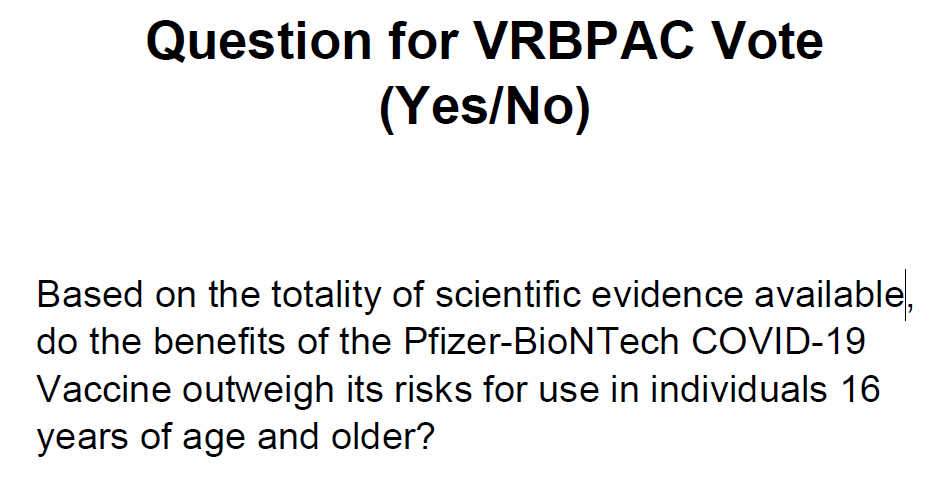 Question for VRBPAC Vote
(Yes/No)
Based on the totality of scientific evidence available,
do the benefits of the Pfizer-BioNTech COVID-19
Vaccine outweigh its risks for use in individuals 16
years of age and older?